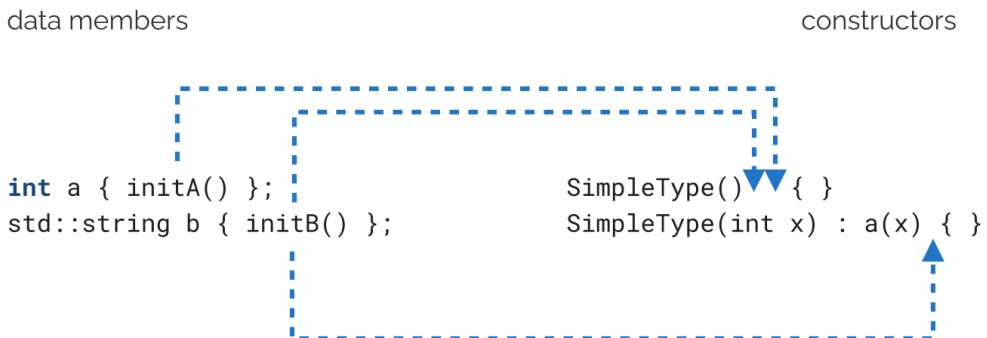 data members
constructors
int a { initA() };
std::string b { initB() };
SimpleType() { }
SimpleType(int x) : a(x) { }